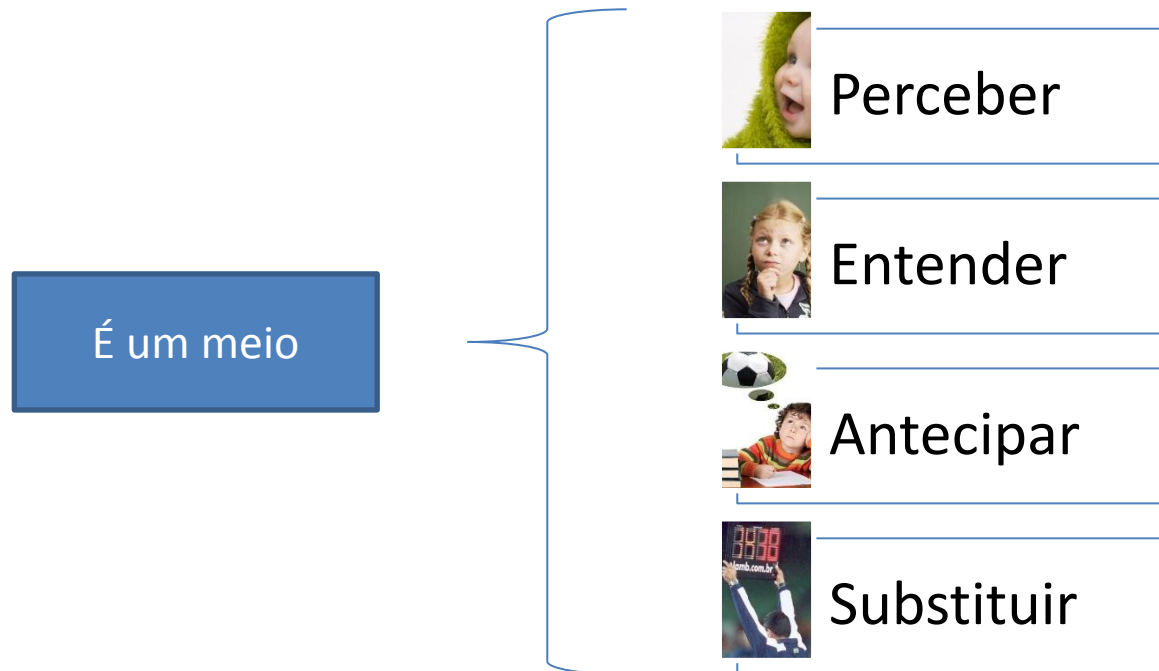 É um meio
Perceber
Entender
Antecipar
Substituir